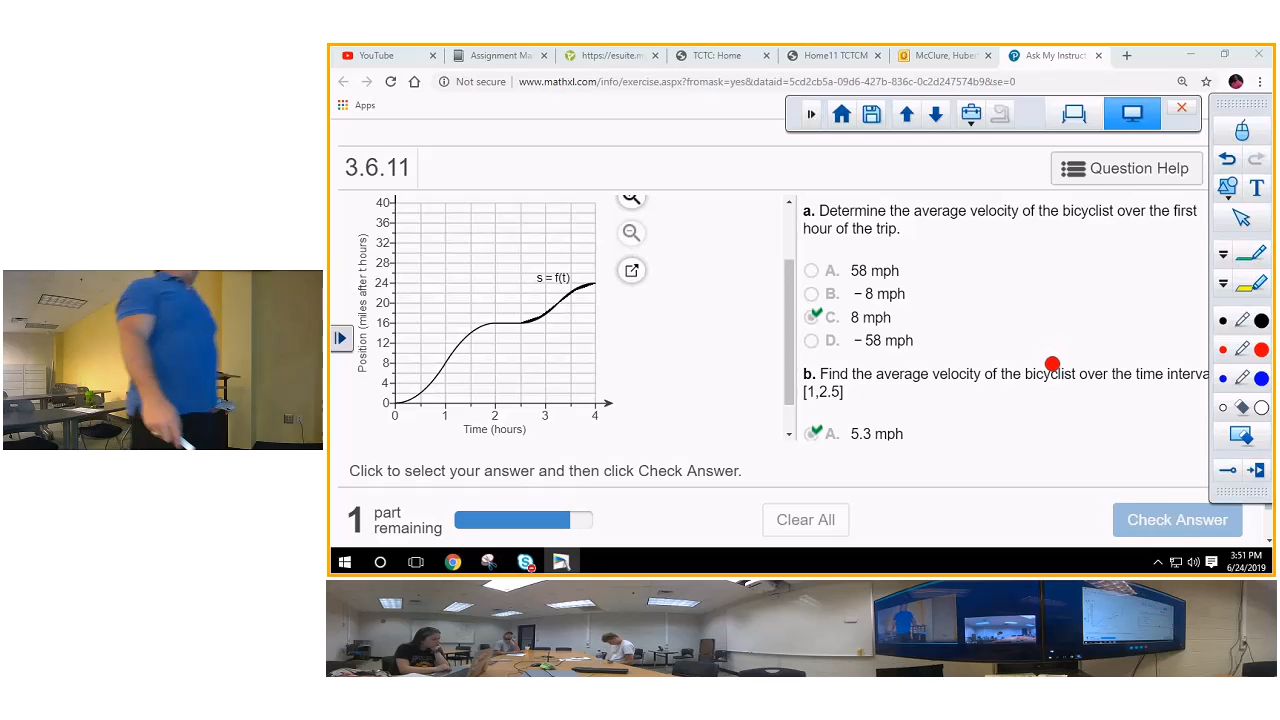 YouTube
Assignment Ma
https://esuite.m
TCTC: Home
Home11 TCTCM
McClure, Huber
Ask My Instruct
Not secure
www.mathxl.com/info/exercise.aspx?fromask=yes&dataid=5cd2cb5a-09d6-427b-836c-0c2d247574b9&se=0
Apps
3.6.11
Question Help
Position (miles after t hours)
40
36
32
28
24
20
16
12
8
4
0
s = f(t)
0 1 2 3 4
Time (hours)
a. Determine the average velocity of the bicyclist over the first
hour of the trip.
A. 58 mph
B. − 8 mph
C. 8 mph
D. − 58 mph
b. Find the average velocity of the bicyclist over the time interva
[1,2.5]
A. 5.3 mph
T
Click to select your answer and then click Check Answer.
1 part
remaining
Clear All
Check Answer
3:51 PM
6/24/2019